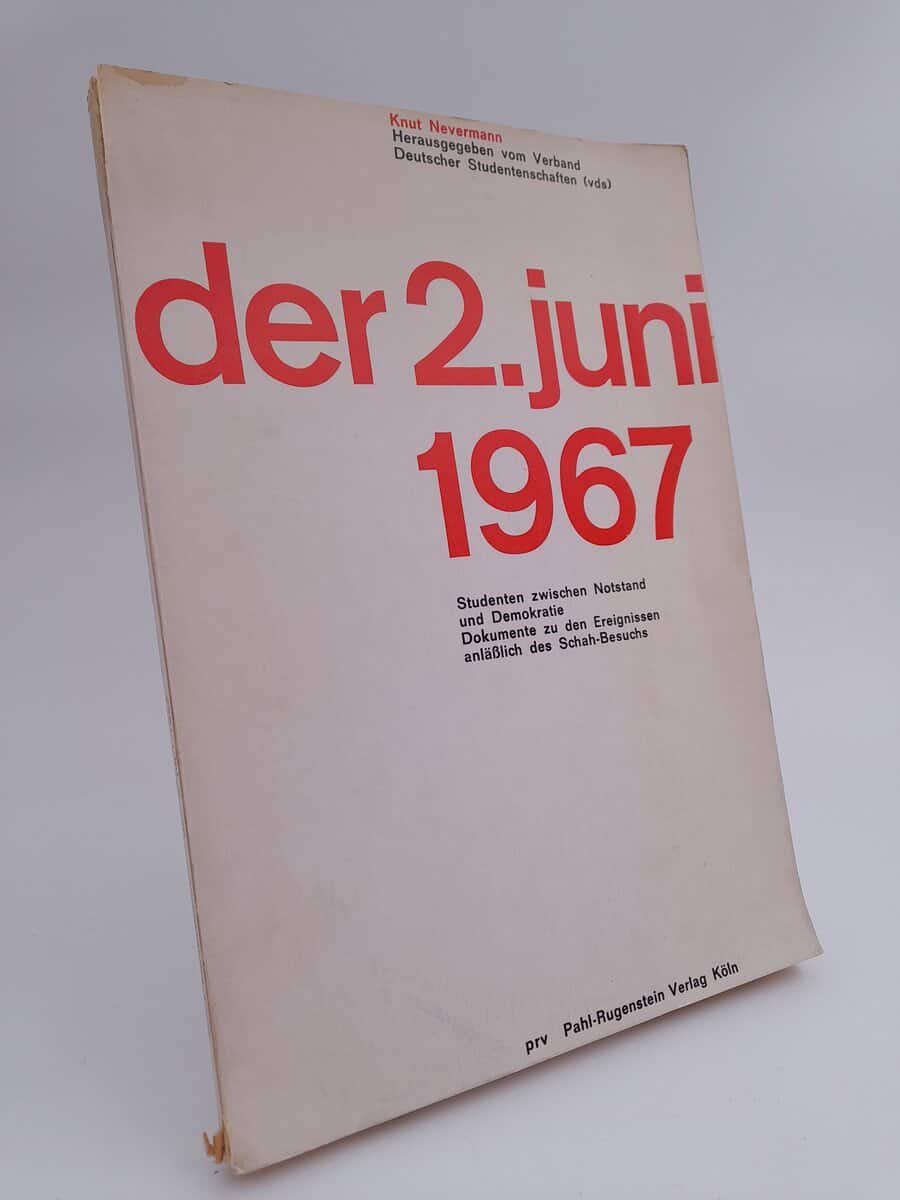 Knut Nevermann
Herausgegeben vom Verband
Deutscher Studentenschaften (vds)
der 2. juni
1967
Studenten zwischen Notstand
und Demokratie
Dokumente zu den Ereignissen
anläßlich des Schah-Besuchs
prv Pahl-Rugenstein Verlag Köln